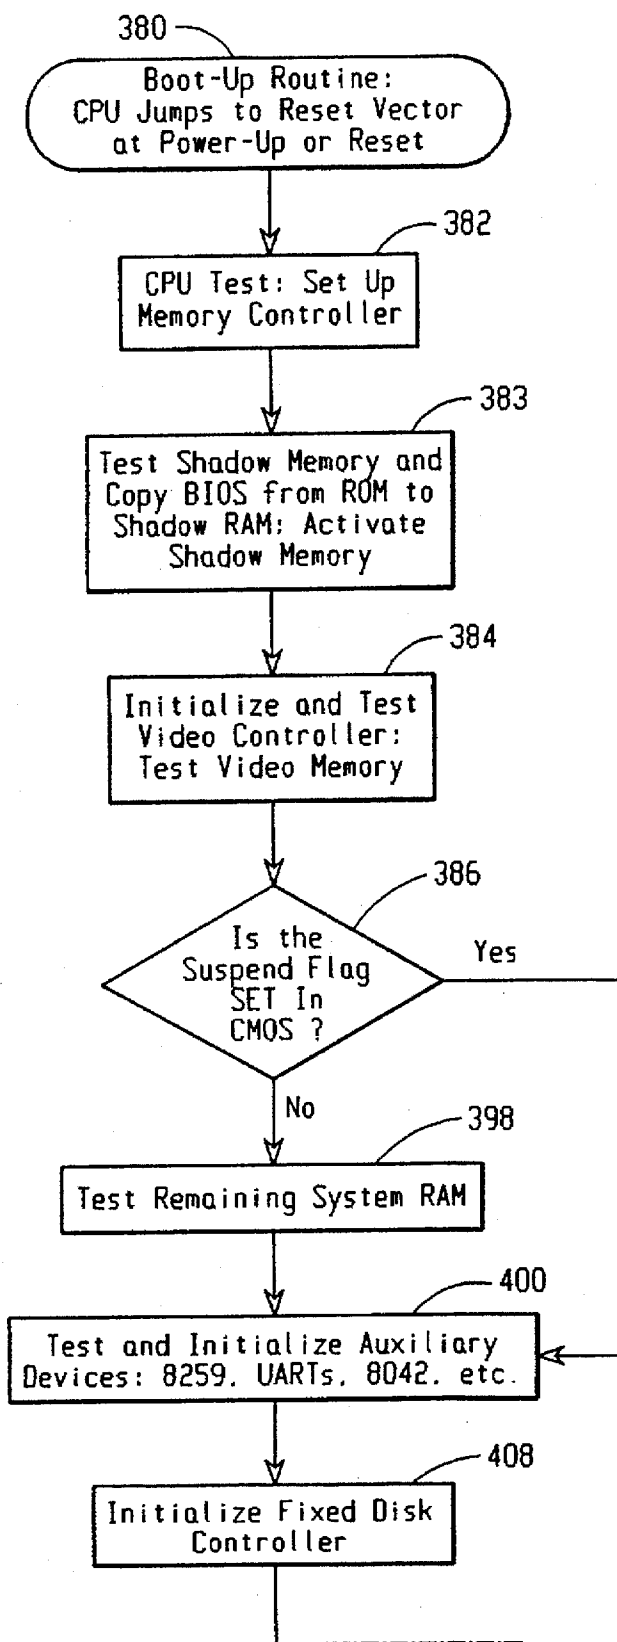 380
Boot-Up Routine:
CPU Jumps to Reset Vector
at Power-Up or Reset
382
CPU Test: Set Up
Memory Controller
383
Test Shadow Memory and
Copy BIOS from ROM to
Shadow RAM: Activate
Shadow Memory
384
Initialize and Test
Video Controller:
Test Video Memory
386
Is the
Suspend Flag
SET In
CMOS ?
Yes
No
398
Test Remaining System RAM
400
Test and Initialize Auxiliary
Devices: 8259, UARTs, 8042, etc.
408
Initialize Fixed Disk
Controller